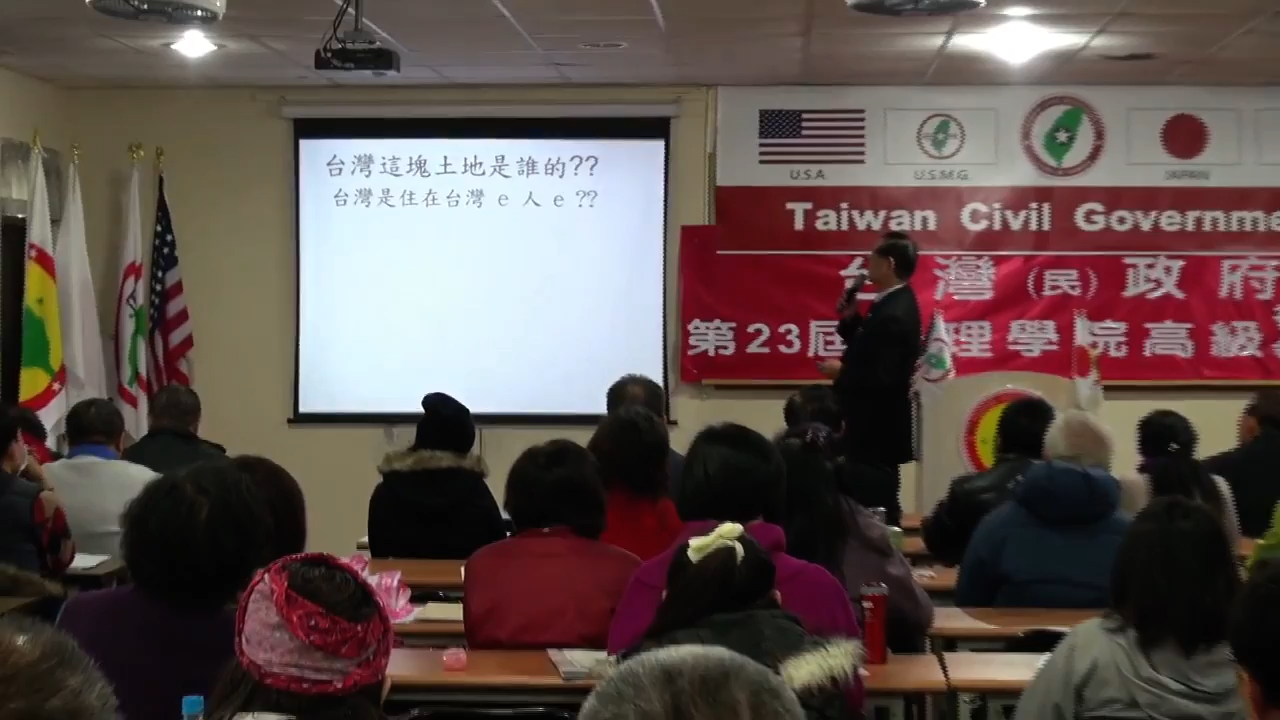 台灣這塊土地是誰的??
台灣是住在台灣 e 人 e ??
U.S.A.
U.S.M.G.
JAPAN
Taiwan Civil Governme
台灣(民)政府
第23屆 理學院高級